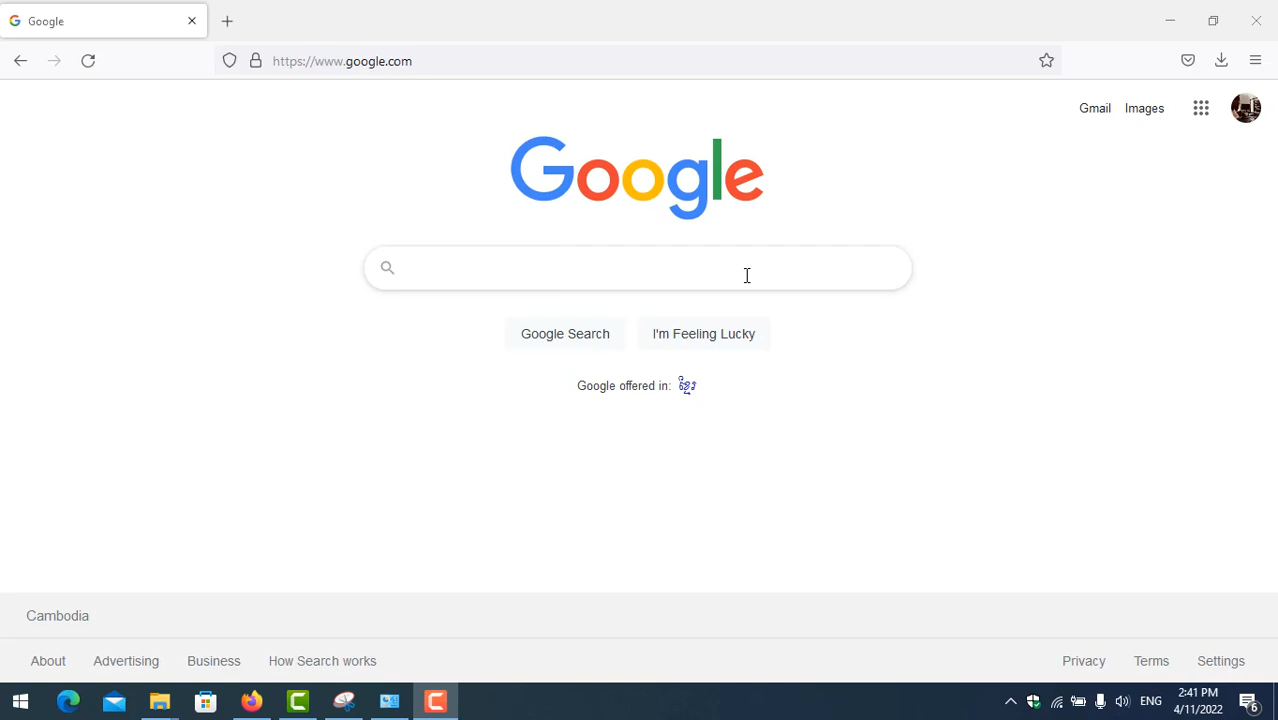 Google
https://www.google.com
Gmail Images
Google
Google Search I'm Feeling Lucky
Google offered in: ខ្មែរ
Cambodia
About Advertising Business How Search works Privacy Terms Settings
ENG 2:41 PM
4/11/2022 6